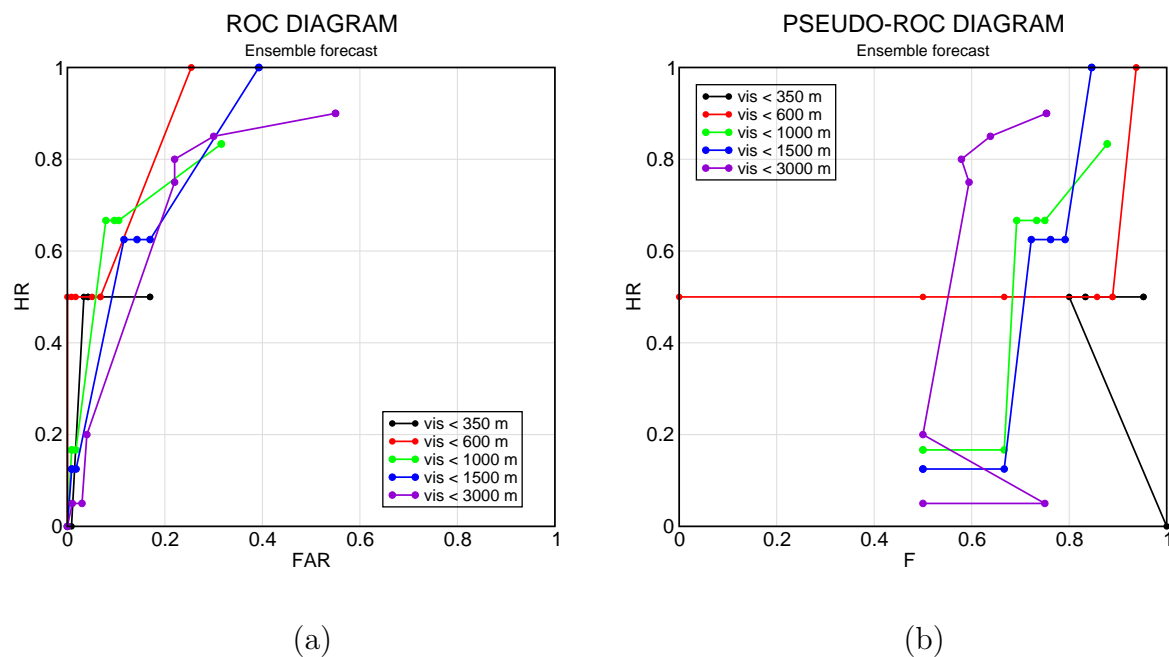 ROC DIAGRAM
Ensemble forecast
1
0.8
0.6
0.4
0.2
0
HR
0
0.2
0.4
0.6
0.8
1
FAR
vis < 350 m
vis < 600 m
vis < 1000 m
vis < 1500 m
vis < 3000 m
(a)
PSEUDO-ROC DIAGRAM
Ensemble forecast
1
0.8
0.6
0.4
0.2
0
HR
vis < 350 m
vis < 600 m
vis < 1000 m
vis < 1500 m
vis < 3000 m
0
0.2
0.4
0.6
0.8
1
F
(b)